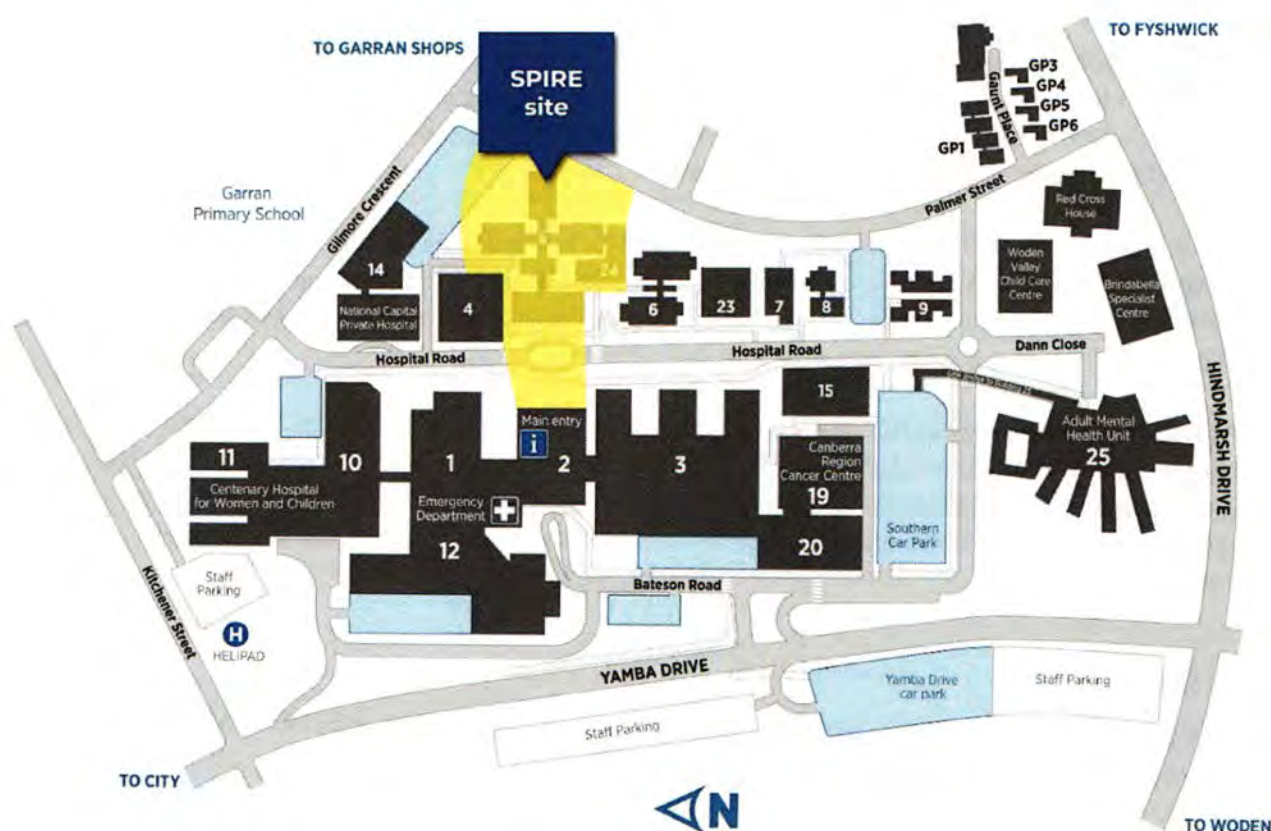 TO GARRAN SHOPS
SPIRE
site
TO FYSHWICK
GP3
GP4
GP5
GP6
GP1
Gaunt Place
Garran
Primary School
Gilmore Crescent
Palmer Street
Red Cross
House
14
National Capital
Private Hospital
4
24
6
23
7
8
9
Woden
Valley
Child Care
Centre
Brindabella
Specialist
Centre
Hospital Road
Hospital Road
Dann Close
HINDMARSH DRIVE
11
10
Centenary Hospital
for Women and Children
1
Main entry
i
2
Emergency
Department
12
3
15
Canberra
Region
Cancer Centre
19
20
Southern
Car Park
Adult Mental
Health Unit
25
Kitchener Street
Staff
Parking
H
HELIPAD
Bateson Road
YAMBA DRIVE
Yamba Drive
car park
Staff Parking
Staff Parking
TO CITY
N
TO WODEN